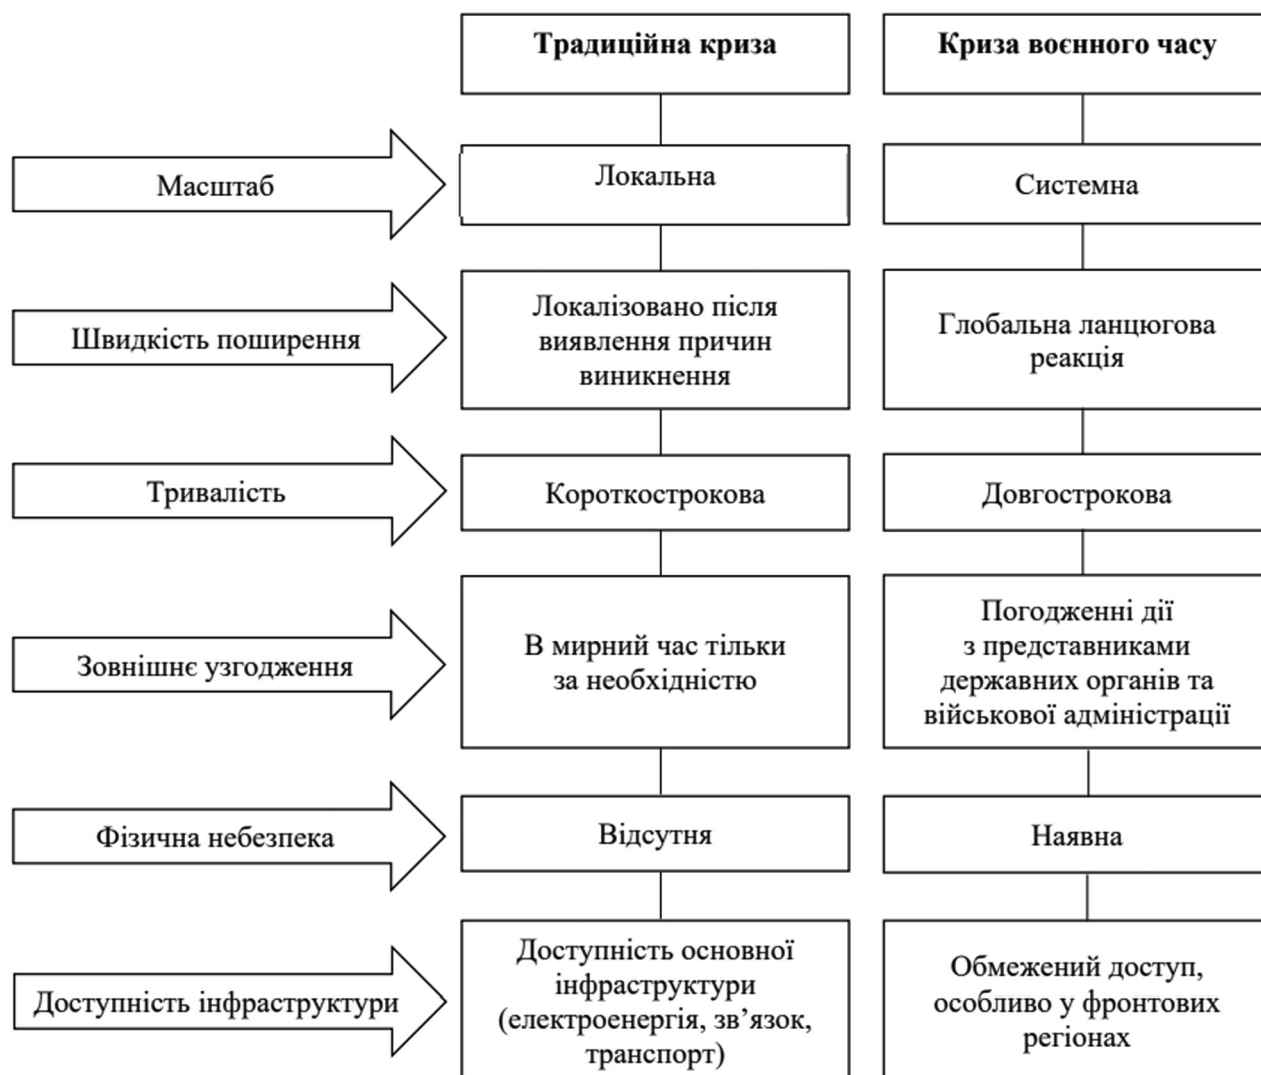 Традиційна криза
Криза воєнного часу
Масштаб
Локальна
Системна
Швидкість поширення
Локалізовано після
виявлення причин
виникнення
Глобальна ланцюгова
реакція
Тривалість
Короткострокова
Довгострокова
Зовнішнє узгодження
В мирний час тільки
за необхідністю
Погодженні дії
з представниками
державних органів та
військової адміністрації
Фізична небезпека
Відсутня
Наявна
Доступність інфраструктури
Доступність основної
інфраструктури
(електроенергія, зв’язок,
транспорт)
Обмежений доступ,
особливо у фронтових
регіонах